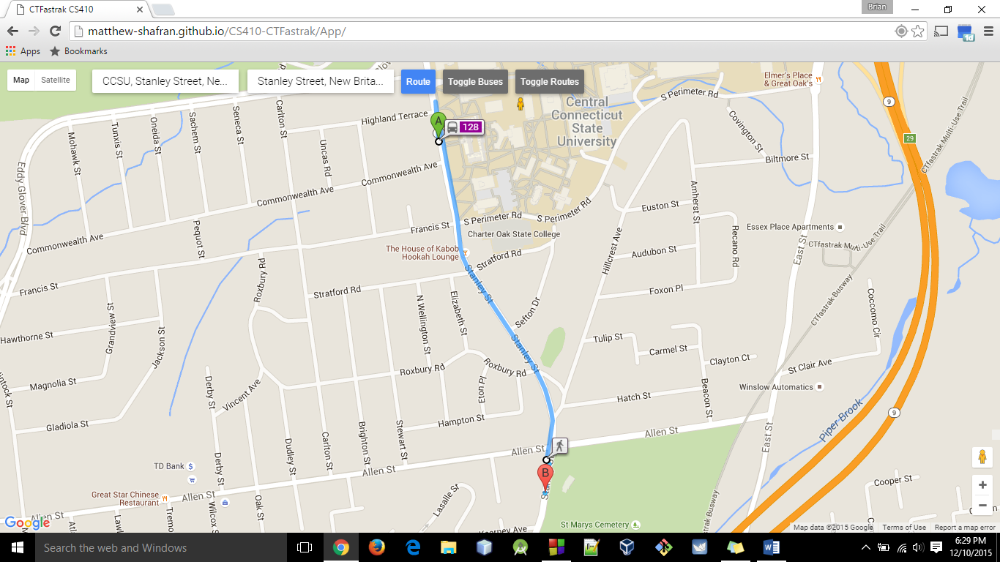 CTFastrak CS410
Brian
matthew-shafran.github.io/CS410-CTFastrak/App/
1d
Apps
Bookmarks
Map
Satellite
CCSU, Stanley Street, Ne...
Stanley Street, New Brita...
Route
Toggle Buses
Toggle Routes
Elmer's Place
& Great Oak's
S Perimeter Rd
Central
Connecticut
State
University
9
CTfastrak Multi-Use Trail
Highland Terrace
A
128
Covington St
29
Mohawk St
Tunxis St
Oneida St
Sachem St
Seneca St
Carlton St
Uncas Rd
Commonwealth Ave
Biltmore St
Eddy Glover Blvd
Commonwealth Ave
Amherst St
Euston St
S Perimeter Rd
S Perimeter Rd
Francis St
Pequot St
Commonwealth Ave
Charter Oak State College
Essex Place Apartments
CTfastrak Multi-Use Trail
Recano Rd
East St
The House of Kabob
Hookah Lounge
Stratford Rd
Hillcrest Ave
Audubon St
Roxbury Rd
Francis St
Stratford Rd
Stanley St
Foxon Pl
CTfastrak Busway
Coccomo Cir
N Wellington St
Elizabeth St
Sefton Dr
Grandview St
Jackson St
Hawthorne St
Tulip St
Carmel St
Clayton Ct
St Clair Ave
Stanley St
Roxbury Rd
Roxbury Rd
Magnolia St
Derby St
Vincent Ave
Eton Pl
Beacon St
Winslow Automatics
Hatch St
9
Piper Brook
Gladiola St
Hampton St
Stewart St
Brighton St
Carlton St
Dudley St
Allen St
Allen St
East St
TD Bank
Derby St
Allen St
B
Cooper St
Great Star Chinese
Restaurant
Allen St
Oak St
Lasalle St
Allen St
Wilcox St
Kearney Ave
St Marys Cemetery
Google
Map data ©2015 Google
Terms of Use
Report a map error
Search the web and Windows
6:29 PM
12/10/2015